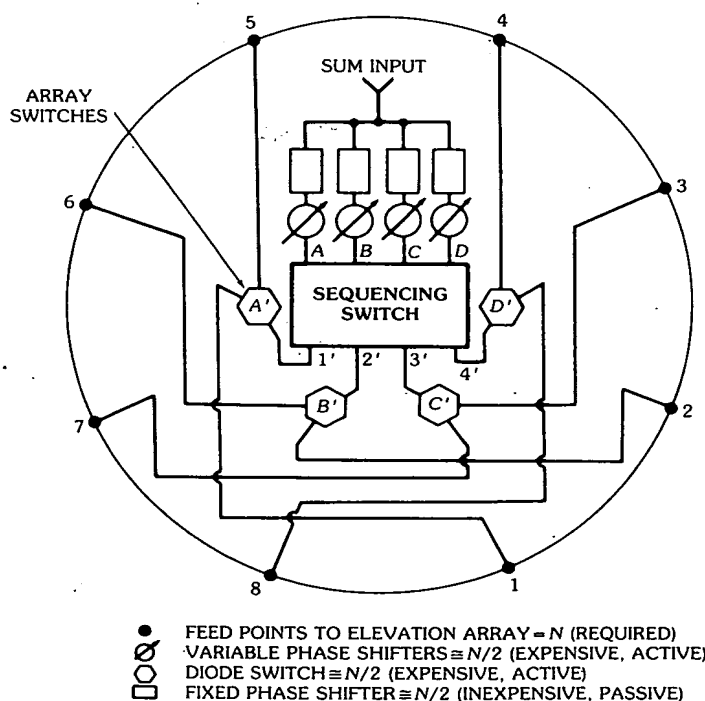 5
4
SUM INPUT
ARRAY
SWITCHES
3
6
A
B
C
D
SEQUENCING
SWITCH
A'
D'
1'
2'
3'
4'
B'
C'
2
7
8
1
FEED POINTS TO ELEVATION ARRAY = N (REQUIRED)
VARIABLE PHASE SHIFTERS ≅ N/2 (EXPENSIVE, ACTIVE)
DIODE SWITCH ≅ N/2 (EXPENSIVE, ACTIVE)
FIXED PHASE SHIFTER ≅ N/2 (INEXPENSIVE, PASSIVE)